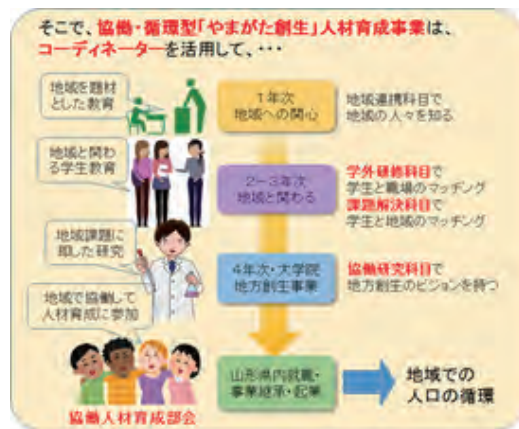 そこで、協働・循環型「やまがた創生」人材育成事業は、
コーディネーターを活用して、・・・
地域を題材
とした教育
1年次
地域への関心
地域連携科目で
地域の人々を知る
地域と関わ
る学生教育
2-3年次
地域と関わる
学外研修科目で
学生と職場のマッチング
課題解決科目で
学生と地域のマッチング
地域課題に
即した研究
4年次・大学院
地方創生事業
協働研究科目で
地方創生のビジョンを持つ
地域で協働して
人材育成に参加
山形県内就職・
事業継承・起業
地域での
人口の循環
協働人材育成部会